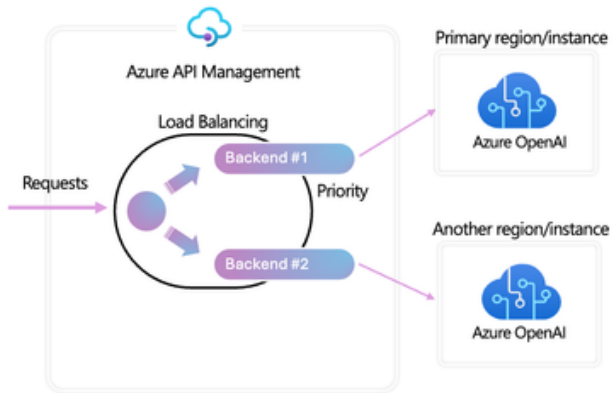 Azure API Management
Load Balancing
Requests
Backend #1
Priority
Backend #2
Primary region/instance
Azure OpenAI
Another region/instance
Azure OpenAI